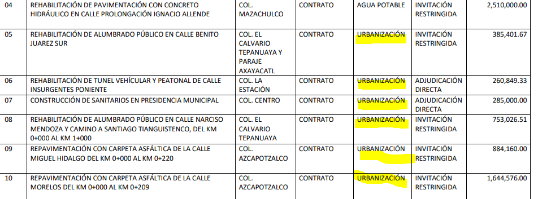 04 REHABILITACIÓN DE PAVIMENTACIÓN CON CONCRETO COL. CONTRATO AGUA POTABLE INVITACIÓN 2,510,000.00
HIDRÁULICO EN CALLE PROLONGACIÓN IGNACIO ALLENDE MAZACHULCO RESTRINGIDA
05 REHABILITACIÓN DE ALUMBRADO PÚBLICO EN CALLE BENITO COL. EL CONTRATO URBANIZACIÓN INVITACIÓN 385,401.67
JUAREZ SUR CALVARIO RESTRINGIDA
TEPANUAYA Y
PARAJE
AXAYACATL
06 REHABILITACIÓN DE TUNEL VEHÍCULAR Y PEATONAL DE CALLE COL. LA CONTRATO URBANIZACIÓN ADJUDICACIÓN 260,849.33
INSURGENTES PONIENTE ESTACIÓN DIRECTA
07 CONSTRUCCIÓN DE SANITARIOS EN PRESIDENCIA MUNICIPAL COL. CENTRO CONTRATO URBANIZACIÓN ADJUDICACIÓN 285,000.00
DIRECTA
08 REHABILITACIÓN DE ALUMBRADO PÚBLICO EN CALLE NARCISO COL. EL CONTRATO URBANIZACIÓN INVITACIÓN 753,026.51
MENDOZA Y CAMINO A SANTIAGO TIANGUISTENCO, DEL KM CALVARIO RESTRINGIDA
0+000 AL KM 1+000 TEPANUAYA
09 REPAVIMENTACIÓN CON CARPETA ASFÁLTICA DE LA CALLE COL. CONTRATO URBANIZACIÓN INVITACIÓN 884,160.00
MIGUEL HIDALGO DEL KM 0+000 AL KM 0+220 AZCAPOTZALCO RESTRINGIDA
10 REPAVIMENTACIÓN CON CARPETA ASFÁLTICA DE LA CALLE COL. CONTRATO URBANIZACIÓN INVITACIÓN 1,644,576.00
MORELOS DEL KM 0+000 AL KM 0+209 AZCAPOTZALCO RESTRINGIDA